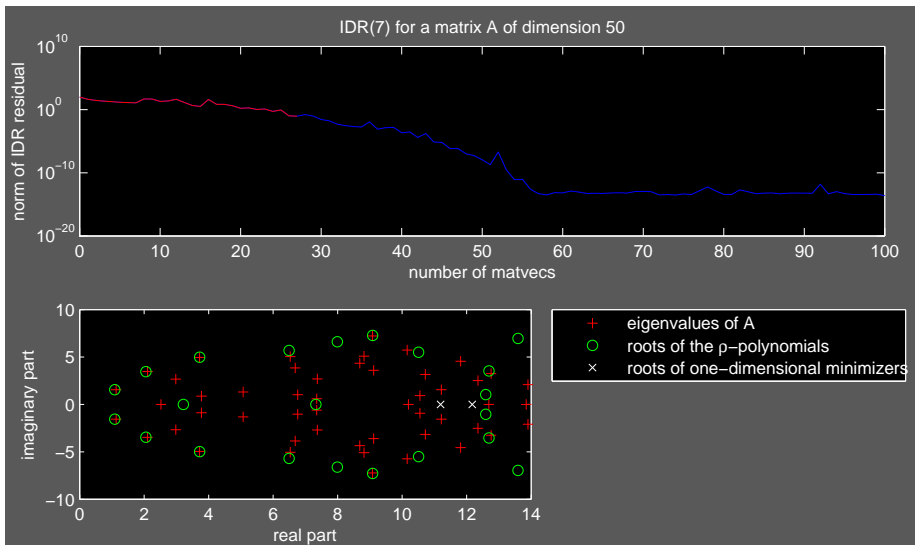 IDR(7) for a matrix A of dimension 50
norm of IDR residual
10^10
10^0
10^−10
10^−20
0 10 20 30 40 50 60 70 80 90 100
number of matvecs
imaginary part
10
5
0
−5
−10
0 2 4 6 8 10 12 14
real part
eigenvalues of A
roots of the ρ−polynomials
roots of one−dimensional minimizers